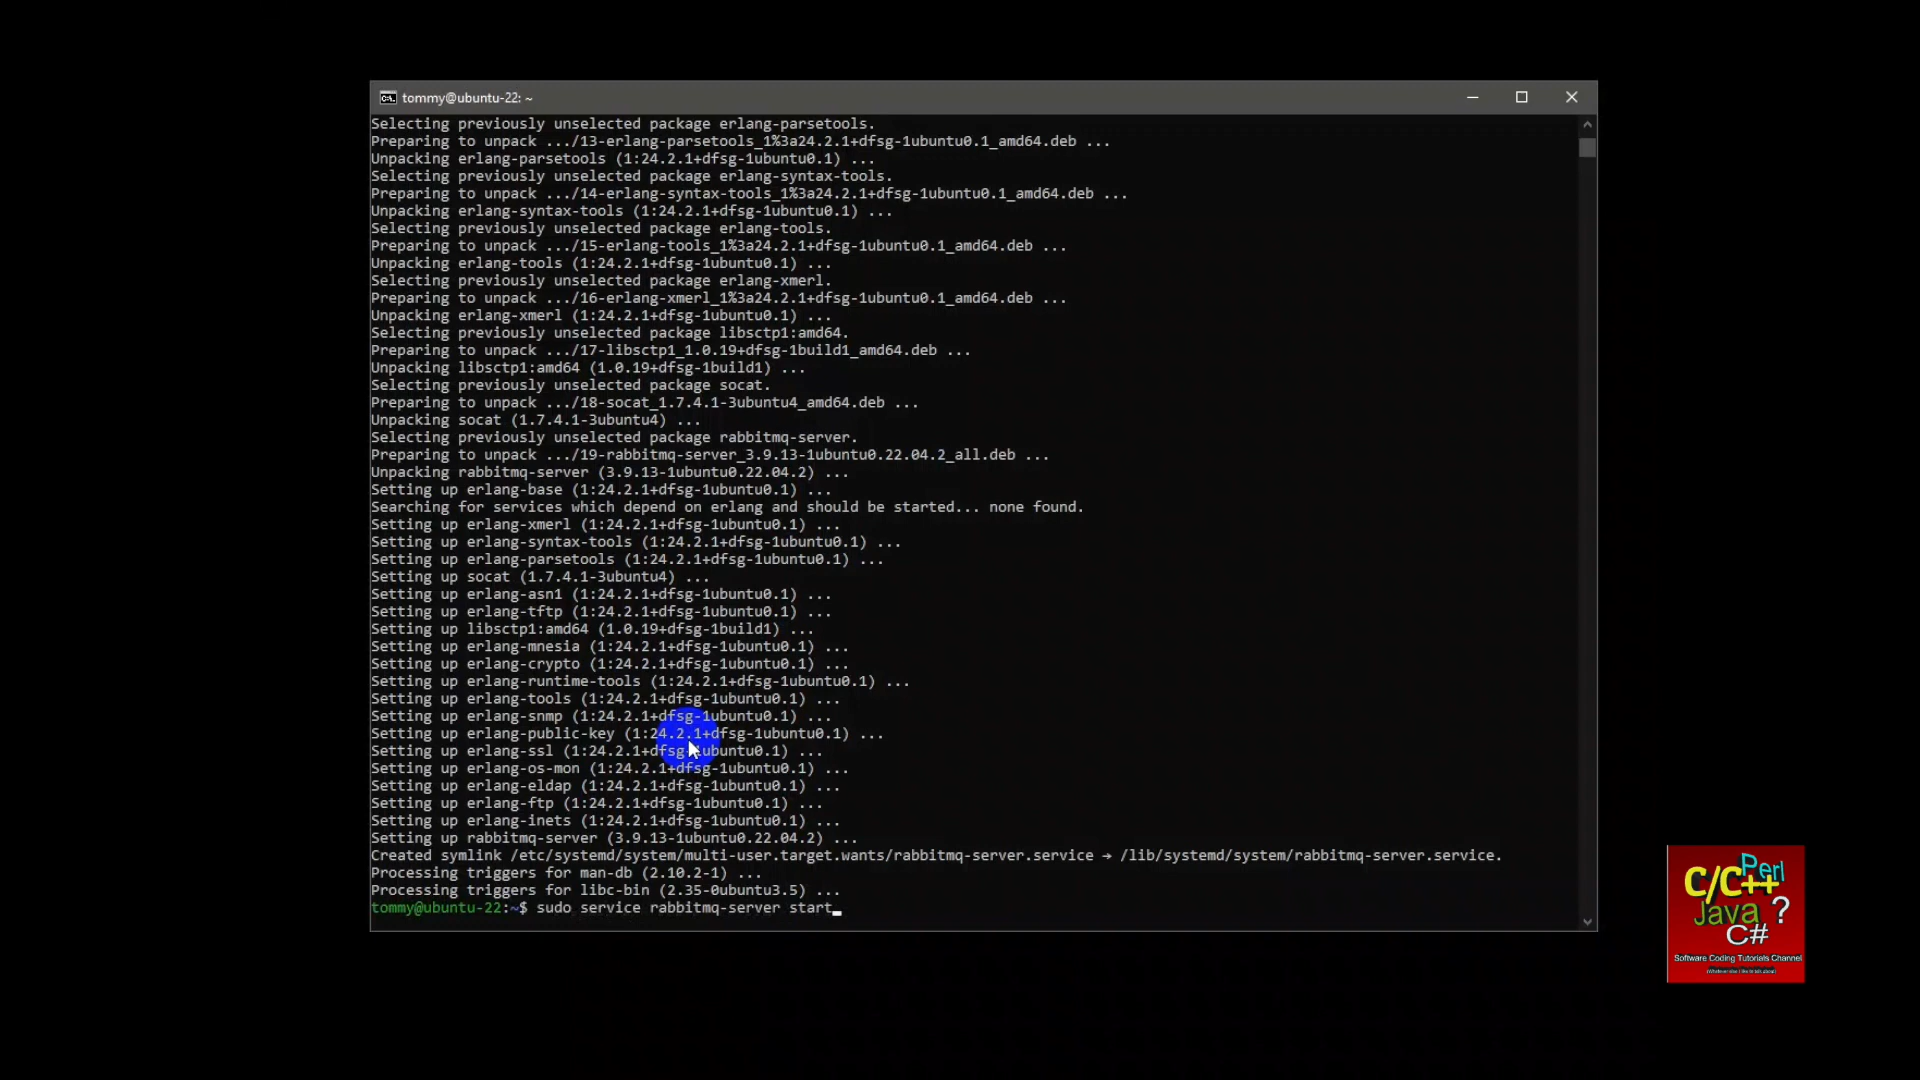 tommy@ubuntu-22: ~
Selecting previously unselected package erlang-parsetools.
Preparing to unpack .../13-erlang-parsetools_1%3a24.2.1+dfsg-1ubuntu0.1_amd64.deb ...
Unpacking erlang-parsetools (1:24.2.1+dfsg-1ubuntu0.1) ...
Selecting previously unselected package erlang-syntax-tools.
Preparing to unpack .../14-erlang-syntax-tools_1%3a24.2.1+dfsg-1ubuntu0.1_amd64.deb ...
Unpacking erlang-syntax-tools (1:24.2.1+dfsg-1ubuntu0.1) ...
Selecting previously unselected package erlang-tools.
Preparing to unpack .../15-erlang-tools_1%3a24.2.1+dfsg-1ubuntu0.1_amd64.deb ...
Unpacking erlang-tools (1:24.2.1+dfsg-1ubuntu0.1) ...
Selecting previously unselected package erlang-xmerl.
Preparing to unpack .../16-erlang-xmerl_1%3a24.2.1+dfsg-1ubuntu0.1_amd64.deb ...
Unpacking erlang-xmerl (1:24.2.1+dfsg-1ubuntu0.1) ...
Selecting previously unselected package libsctp1:amd64.
Preparing to unpack .../17-libsctp1_1.0.19+dfsg-1build1_amd64.deb ...
Unpacking libsctp1:amd64 (1.0.19+dfsg-1build1) ...
Selecting previously unselected package socat.
Preparing to unpack .../18-socat_1.7.4.1-3ubuntu4_amd64.deb ...
Unpacking socat (1.7.4.1-3ubuntu4) ...
Selecting previously unselected package rabbitmq-server.
Preparing to unpack .../19-rabbitmq-server_3.9.13-1ubuntu0.22.04.2_all.deb ...
Unpacking rabbitmq-server (3.9.13-1ubuntu0.22.04.2) ...
Setting up erlang-base (1:24.2.1+dfsg-1ubuntu0.1) ...
Searching for services which depend on erlang and should be started... none found.
Setting up erlang-xmerl (1:24.2.1+dfsg-1ubuntu0.1) ...
Setting up erlang-syntax-tools (1:24.2.1+dfsg-1ubuntu0.1) ...
Setting up erlang-parsetools (1:24.2.1+dfsg-1ubuntu0.1) ...
Setting up socat (1.7.4.1-3ubuntu4) ...
Setting up erlang-asn1 (1:24.2.1+dfsg-1ubuntu0.1) ...
Setting up erlang-tftp (1:24.2.1+dfsg-1ubuntu0.1) ...
Setting up libsctp1:amd64 (1.0.19+dfsg-1build1) ...
Setting up erlang-mnesia (1:24.2.1+dfsg-1ubuntu0.1) ...
Setting up erlang-crypto (1:24.2.1+dfsg-1ubuntu0.1) ...
Setting up erlang-runtime-tools (1:24.2.1+dfsg-1ubuntu0.1) ...
Setting up erlang-tools (1:24.2.1+dfsg-1ubuntu0.1) ...
Setting up erlang-snmp (1:24.2.1+dfsg-1ubuntu0.1) ...
Setting up erlang-public-key (1:24.2.1+dfsg-1ubuntu0.1) ...
Setting up erlang-ssl (1:24.2.1+dfsg-1ubuntu0.1) ...
Setting up erlang-os-mon (1:24.2.1+dfsg-1ubuntu0.1) ...
Setting up erlang-eldap (1:24.2.1+dfsg-1ubuntu0.1) ...
Setting up erlang-ftp (1:24.2.1+dfsg-1ubuntu0.1) ...
Setting up erlang-inets (1:24.2.1+dfsg-1ubuntu0.1) ...
Setting up rabbitmq-server (3.9.13-1ubuntu0.22.04.2) ...
Created symlink /etc/systemd/system/multi-user.target.wants/rabbitmq-server.service → /lib/systemd/system/rabbitmq-server.service.
Processing triggers for man-db (2.10.2-1) ...
Processing triggers for libc-bin (2.35-0ubuntu3.5) ...
tommy@ubuntu-22:~$ sudo service rabbitmq-server start
Perl
C/C++
Java ?
C#
Software Coding Tutorials Channel